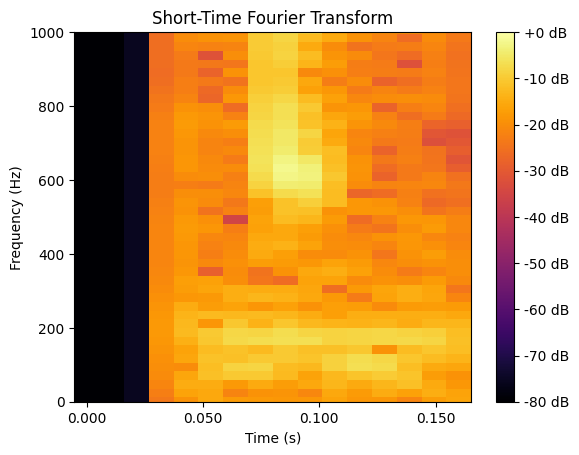 Short-Time Fourier Transform
1000
800
600
400
200
0
Frequency (Hz)
0.000
0.050
0.100
0.150
Time (s)
+0 dB
-10 dB
-20 dB
-30 dB
-40 dB
-50 dB
-60 dB
-70 dB
-80 dB